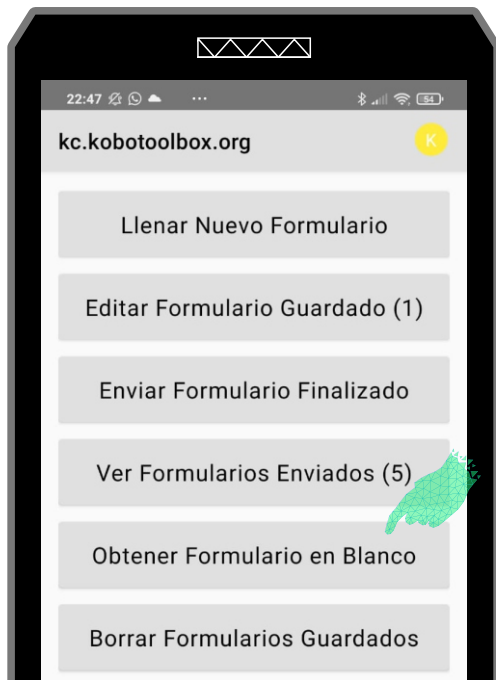 22:47 ... 54
kc.kobotoolbox.org K
Llenar Nuevo Formulario
Editar Formulario Guardado (1)
Enviar Formulario Finalizado
Ver Formularios Enviados (5)
Obtener Formulario en Blanco
Borrar Formularios Guardados